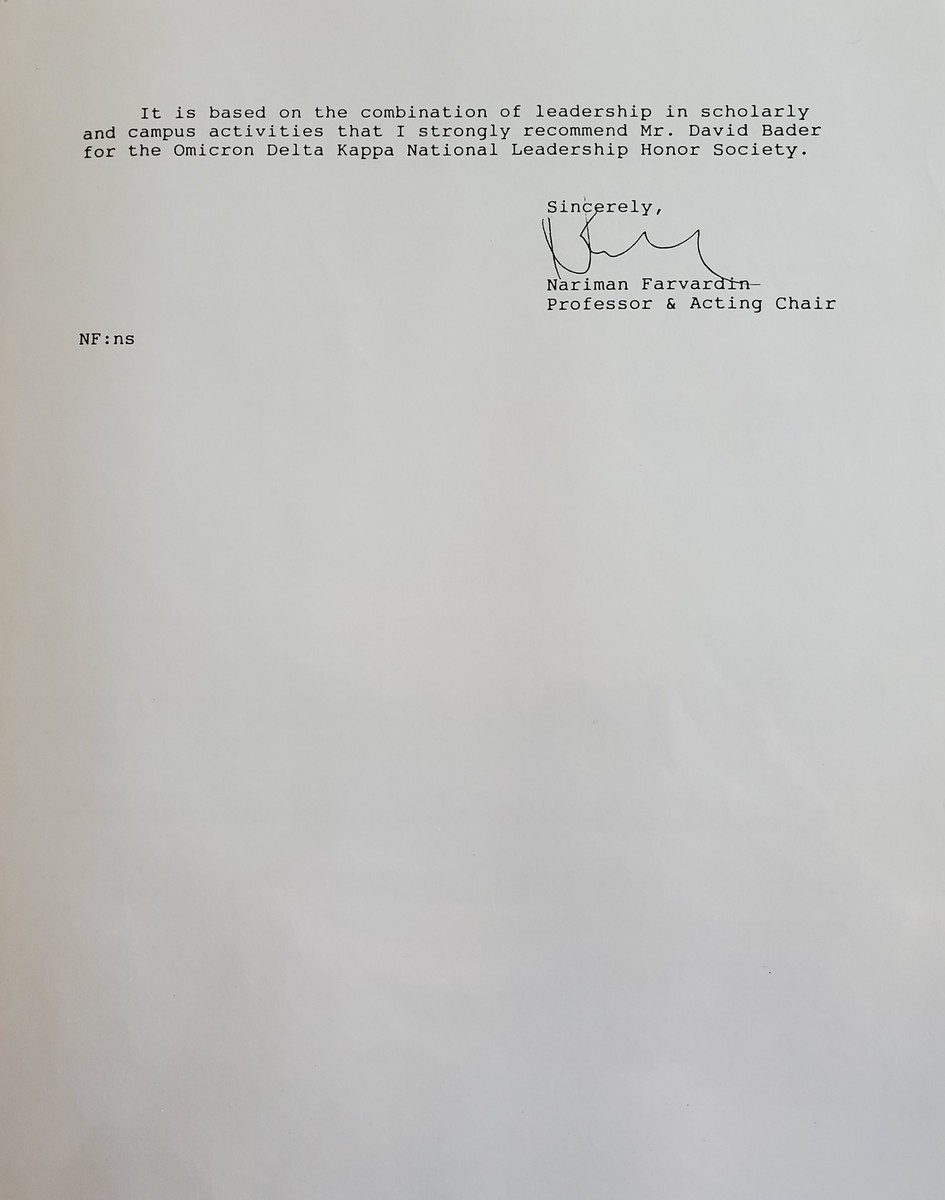 It is based on the combination of leadership in scholarly
and campus activities that I strongly recommend Mr. David Bader
for the Omicron Delta Kappa National Leadership Honor Society.
Sincerely,
Nariman Farvardin
Professor & Acting Chair
NF:ns